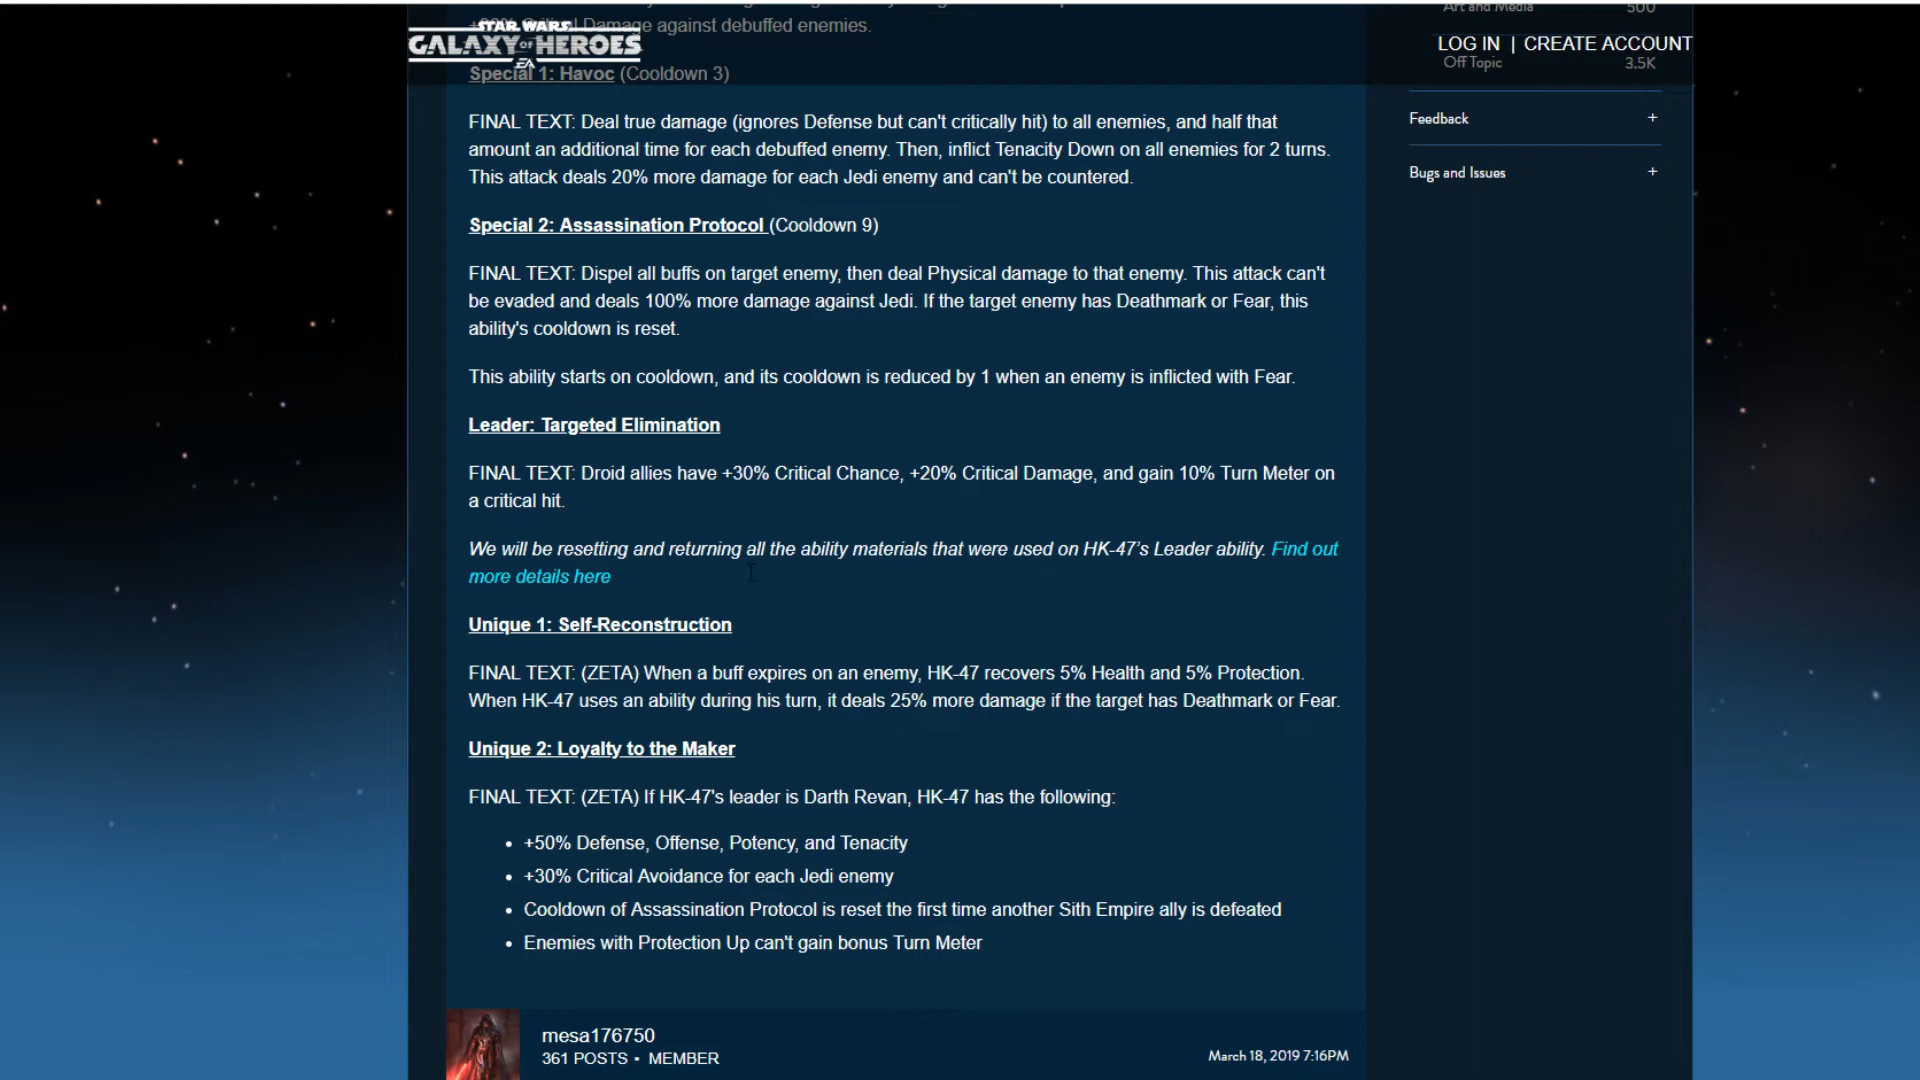 Critical Damage against debuffed enemies.
STAR WARS
GALAXY OF HEROES
EA
LOG IN | CREATE ACCOUNT
Art and Media 500
Off Topic 3.5K
Feedback +
Bugs and Issues +
Special 1: Havoc (Cooldown 3)
FINAL TEXT: Deal true damage (ignores Defense but can't critically hit) to all enemies, and half that
amount an additional time for each debuffed enemy. Then, inflict Tenacity Down on all enemies for 2 turns.
This attack deals 20% more damage for each Jedi enemy and can't be countered.
Special 2: Assassination Protocol (Cooldown 9)
FINAL TEXT: Dispel all buffs on target enemy, then deal Physical damage to that enemy. This attack can't
be evaded and deals 100% more damage against Jedi. If the target enemy has Deathmark or Fear, this
ability's cooldown is reset.
This ability starts on cooldown, and its cooldown is reduced by 1 when an enemy is inflicted with Fear.
Leader: Targeted Elimination
FINAL TEXT: Droid allies have +30% Critical Chance, +20% Critical Damage, and gain 10% Turn Meter on
a critical hit.
We will be resetting and returning all the ability materials that were used on HK-47's Leader ability. Find out
more details here
Unique 1: Self-Reconstruction
FINAL TEXT: (ZETA) When a buff expires on an enemy, HK-47 recovers 5% Health and 5% Protection.
When HK-47 uses an ability during his turn, it deals 25% more damage if the target has Deathmark or Fear.
Unique 2: Loyalty to the Maker
FINAL TEXT: (ZETA) If HK-47's leader is Darth Revan, HK-47 has the following:
• +50% Defense, Offense, Potency, and Tenacity
• +30% Critical Avoidance for each Jedi enemy
• Cooldown of Assassination Protocol is reset the first time another Sith Empire ally is defeated
• Enemies with Protection Up can't gain bonus Turn Meter
mesa176750
361 POSTS • MEMBER
March 18, 2019 7:16PM